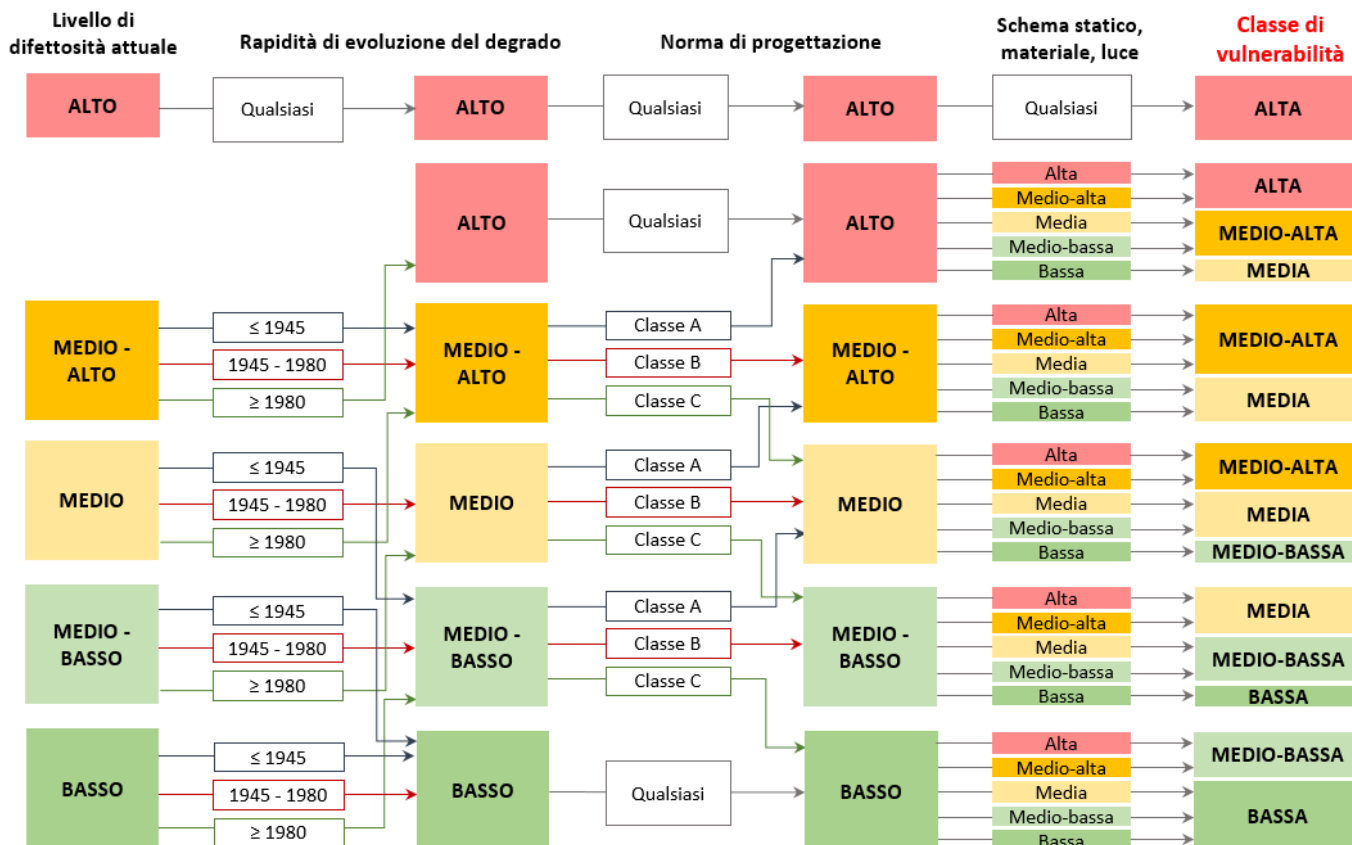 Livello di
difettosità attuale
Rapidità di evoluzione del degrado
Norma di progettazione
Schema statico,
materiale, luce
Classe di
vulnerabilità
ALTO
Qualsiasi
ALTO
Qualsiasi
ALTO
Qualsiasi
ALTA
ALTO
Qualsiasi
ALTO
Alta
Medio-alta
Media
Medio-bassa
Bassa
ALTA
MEDIO-ALTA
MEDIA
MEDIO -
ALTO
≤ 1945
1945 - 1980
≥ 1980
MEDIO -
ALTO
Classe A
Classe B
Classe C
MEDIO -
ALTO
Alta
Medio-alta
Media
Medio-bassa
Bassa
MEDIO-ALTA
MEDIA
MEDIO
≤ 1945
1945 - 1980
≥ 1980
MEDIO
Classe A
Classe B
Classe C
MEDIO
Alta
Medio-alta
Media
Medio-bassa
Bassa
MEDIO-ALTA
MEDIA
MEDIO-BASSA
MEDIO -
BASSO
≤ 1945
1945 - 1980
≥ 1980
MEDIO -
BASSO
Classe A
Classe B
Classe C
MEDIO -
BASSO
Alta
Medio-alta
Media
Medio-bassa
Bassa
MEDIA
MEDIO-BASSA
BASSA
BASSO
≤ 1945
1945 - 1980
≥ 1980
BASSO
Qualsiasi
BASSO
Alta
Medio-alta
Media
Medio-bassa
Bassa
MEDIO-BASSA
BASSA